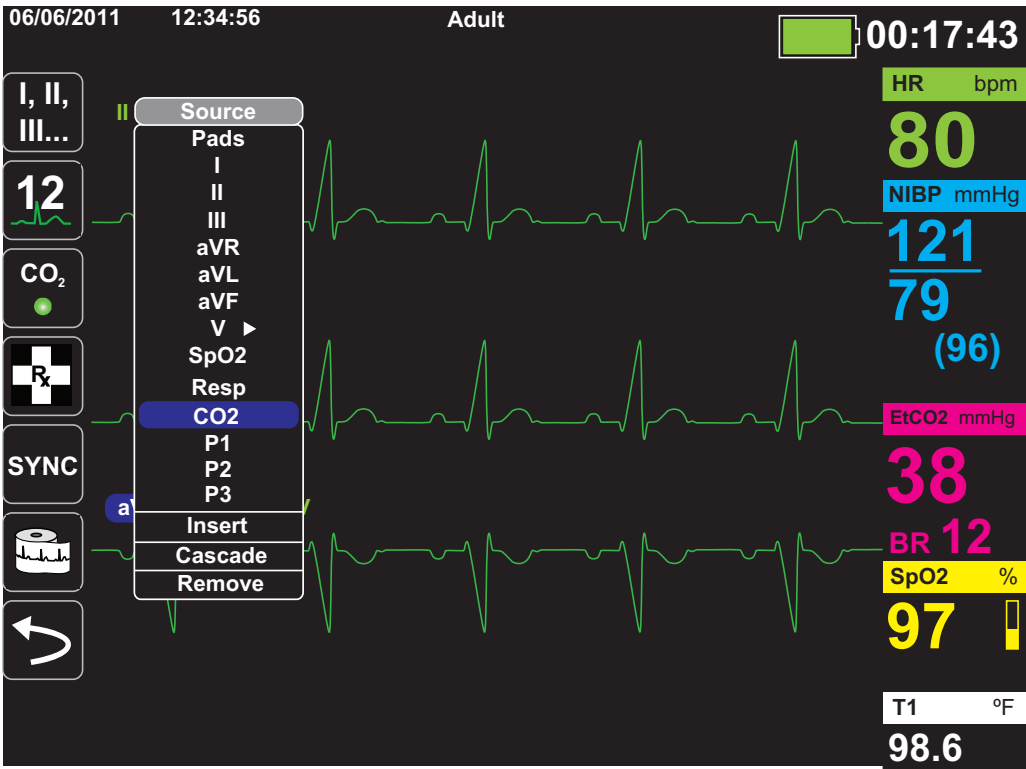 06/06/2011 12:34:56 Adult 00:17:43
I, II,
III...
12
CO₂
Rx
SYNC
II
Source
Pads
I
II
III
aVR
aVL
aVF
V
SpO2
Resp
CO2
P1
P2
P3
Insert
Cascade
Remove
HR bpm
80
NIBP mmHg
121
79
(96)
EtCO2 mmHg
38
BR 12
SpO2 %
97
T1 ºF
98.6